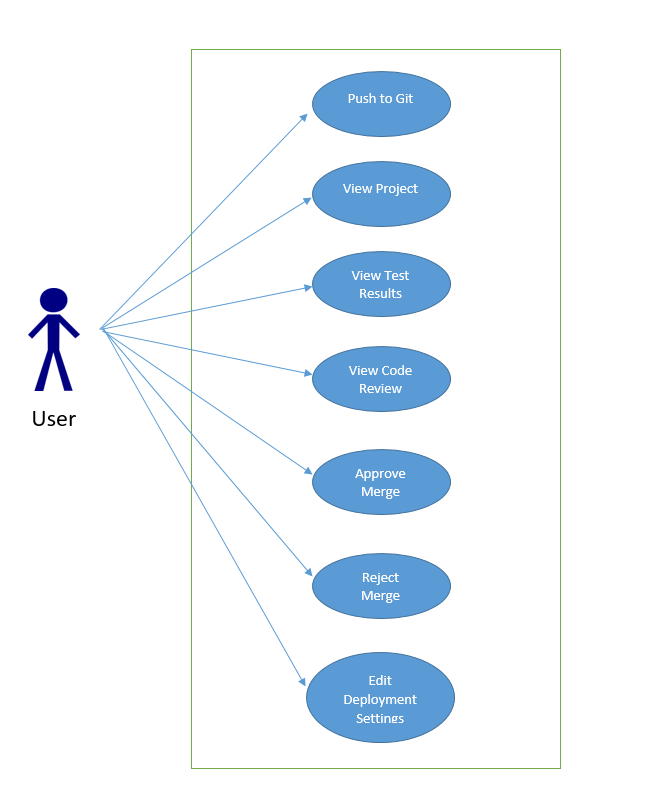 Push to Git
View Project
View Test
Results
View Code
Review
User
Approve
Merge
Reject
Merge
Edit
Deployment
Settings